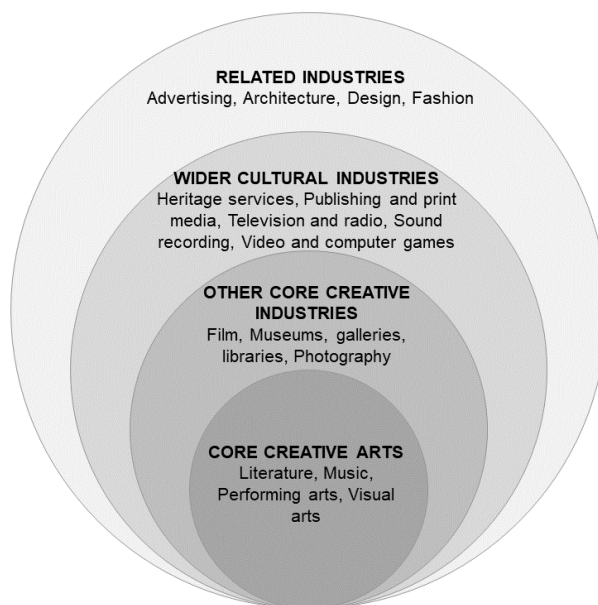 RELATED INDUSTRIES
Advertising, Architecture, Design, Fashion
WIDER CULTURAL INDUSTRIES
Heritage services, Publishing and print
media, Television and radio, Sound
recording, Video and computer games
OTHER CORE CREATIVE
INDUSTRIES
Film, Museums, galleries,
libraries, Photography
CORE CREATIVE ARTS
Literature, Music,
Performing arts, Visual
arts